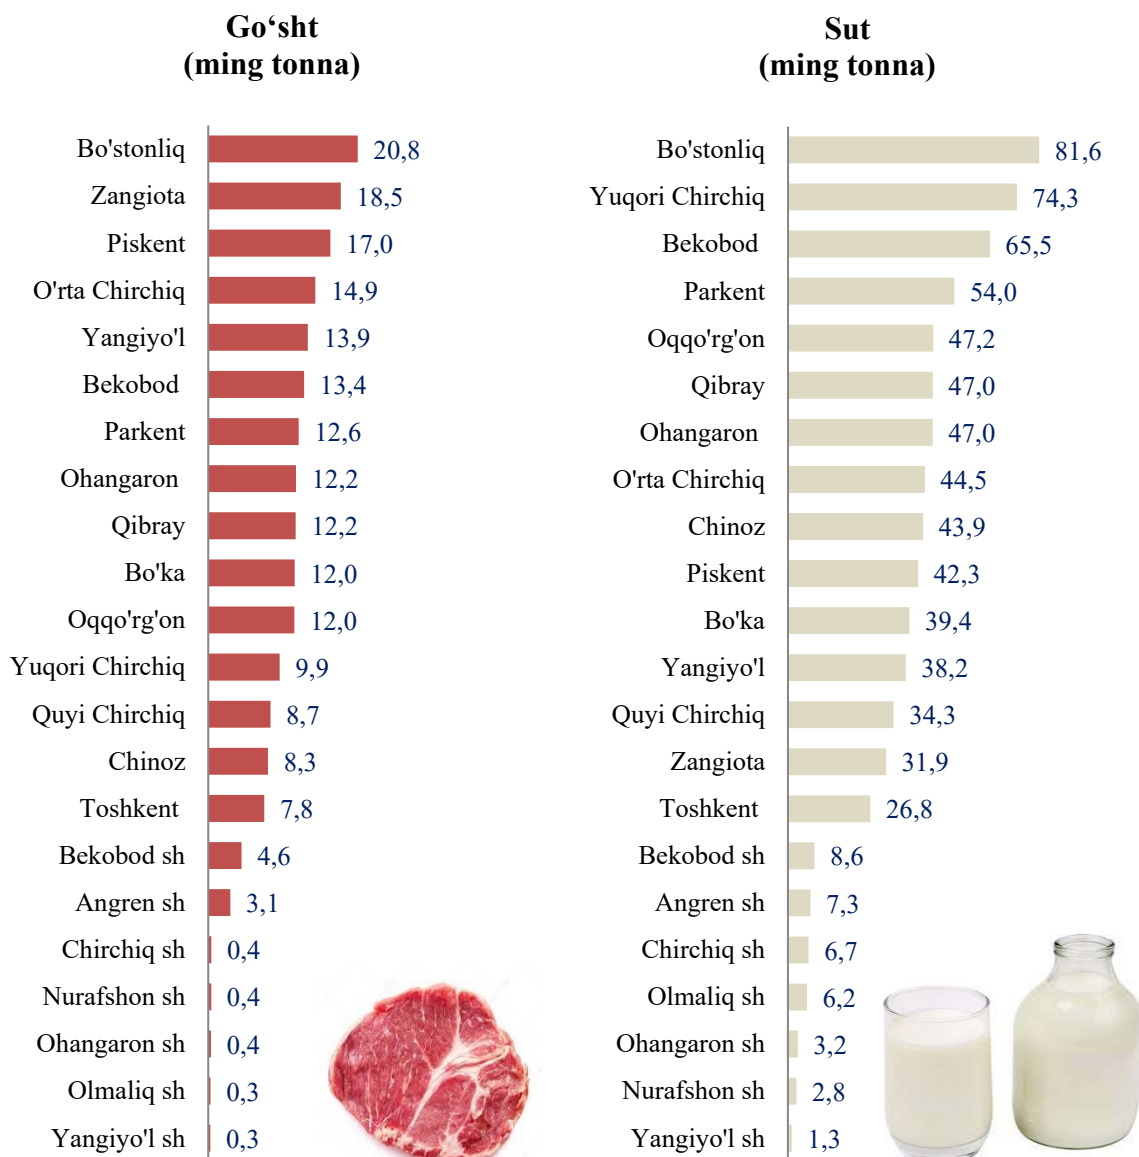 Go‘sht
(ming tonna)
Bo'stonliq 20,8
Zangiota 18,5
Piskent 17,0
O'rta Chirchiq 14,9
Yangiyo'l 13,9
Bekobod 13,4
Parkent 12,6
Ohangaron 12,2
Qibray 12,2
Bo'ka 12,0
Oqqo'rg'on 12,0
Yuqori Chirchiq 9,9
Quyi Chirchiq 8,7
Chinoz 8,3
Toshkent 7,8
Bekobod sh 4,6
Angren sh 3,1
Chirchiq sh 0,4
Nurafshon sh 0,4
Ohangaron sh 0,4
Olmaliq sh 0,3
Yangiyo'l sh 0,3
Sut
(ming tonna)
Bo'stonliq 81,6
Yuqori Chirchiq 74,3
Bekobod 65,5
Parkent 54,0
Oqqo'rg'on 47,2
Qibray 47,0
Ohangaron 47,0
O'rta Chirchiq 44,5
Chinoz 43,9
Piskent 42,3
Bo'ka 39,4
Yangiyo'l 38,2
Quyi Chirchiq 34,3
Zangiota 31,9
Toshkent 26,8
Bekobod sh 8,6
Angren sh 7,3
Chirchiq sh 6,7
Olmaliq sh 6,2
Ohangaron sh 3,2
Nurafshon sh 2,8
Yangiyo'l sh 1,3